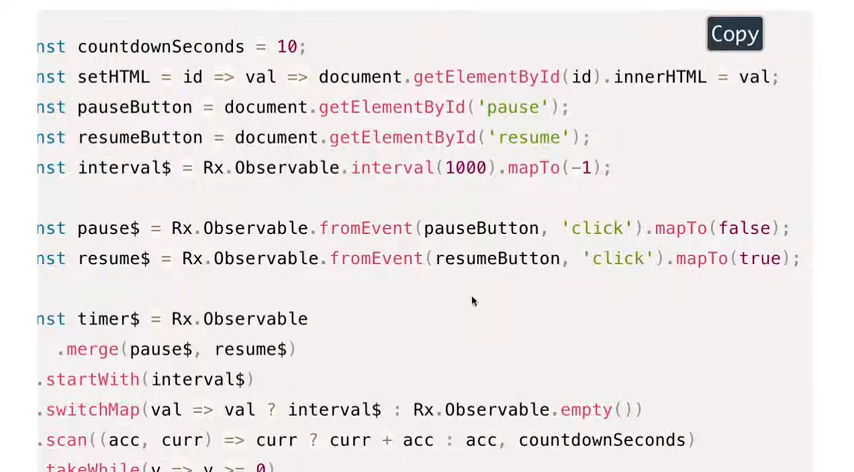 Copy
nst countdownSeconds = 10;
nst setHTML = id => val => document.getElementById(id).innerHTML = val;
nst pauseButton = document.getElementById('pause');
nst resumeButton = document.getElementById('resume');
nst interval$ = Rx.Observable.interval(1000).mapTo(-1);
nst pause$ = Rx.Observable.fromEvent(pauseButton, 'click').mapTo(false);
nst resume$ = Rx.Observable.fromEvent(resumeButton, 'click').mapTo(true);
nst timer$ = Rx.Observable
.merge(pause$, resume$)
.startWith(interval$)
.switchMap(val => val ? interval$ : Rx.Observable.empty())
.scan((acc, curr) => curr ? curr + acc : acc, countdownSeconds)
.takeWhile(v => v >= 0)